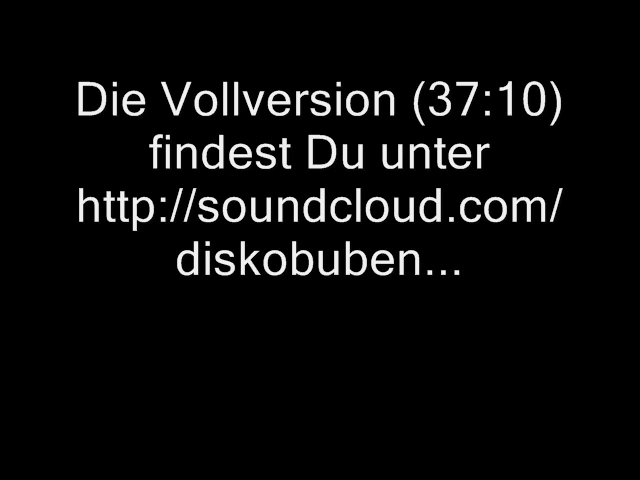 Die Vollversion (37:10)
findest Du unter
http://soundcloud.com/
diskobuben...